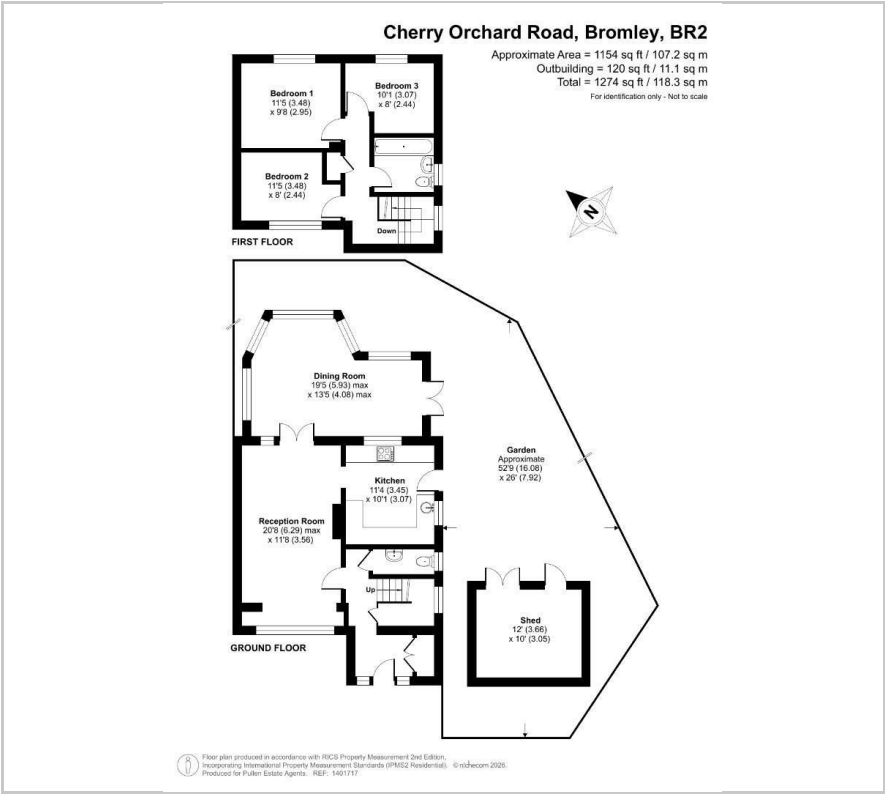 Cherry Orchard Road, Bromley, BR2
Approximate Area = 1154 sq ft / 107.2 sq m
Outbuilding = 120 sq ft / 11.1 sq m
Total = 1274 sq ft / 118.3 sq m
For identification only - Not to scale
Bedroom 1
11'5 (3.48)
x 9'8 (2.95)
Bedroom 3
10'1 (3.07)
x 8' (2.44)
Bedroom 2
11'5 (3.48)
x 8' (2.44)
Down
FIRST FLOOR
N
Dining Room
19'5 (5.93) max
x 13'5 (4.08) max
Garden
Approximate
52'9 (16.08)
x 26' (7.92)
Kitchen
11'4 (3.45)
x 10'1 (3.07)
Reception Room
20'8 (6.29) max
x 11'8 (3.56)
Up
Shed
12' (3.66)
x 10' (3.05)
GROUND FLOOR
Floor plan produced in accordance with RICS Property Measurement 2nd Edition,
Incorporating International Property Measurement Standards (IPMS2 Residential). © nichecom 2026.
Produced for Pullen Estate Agents. REF: 1401717